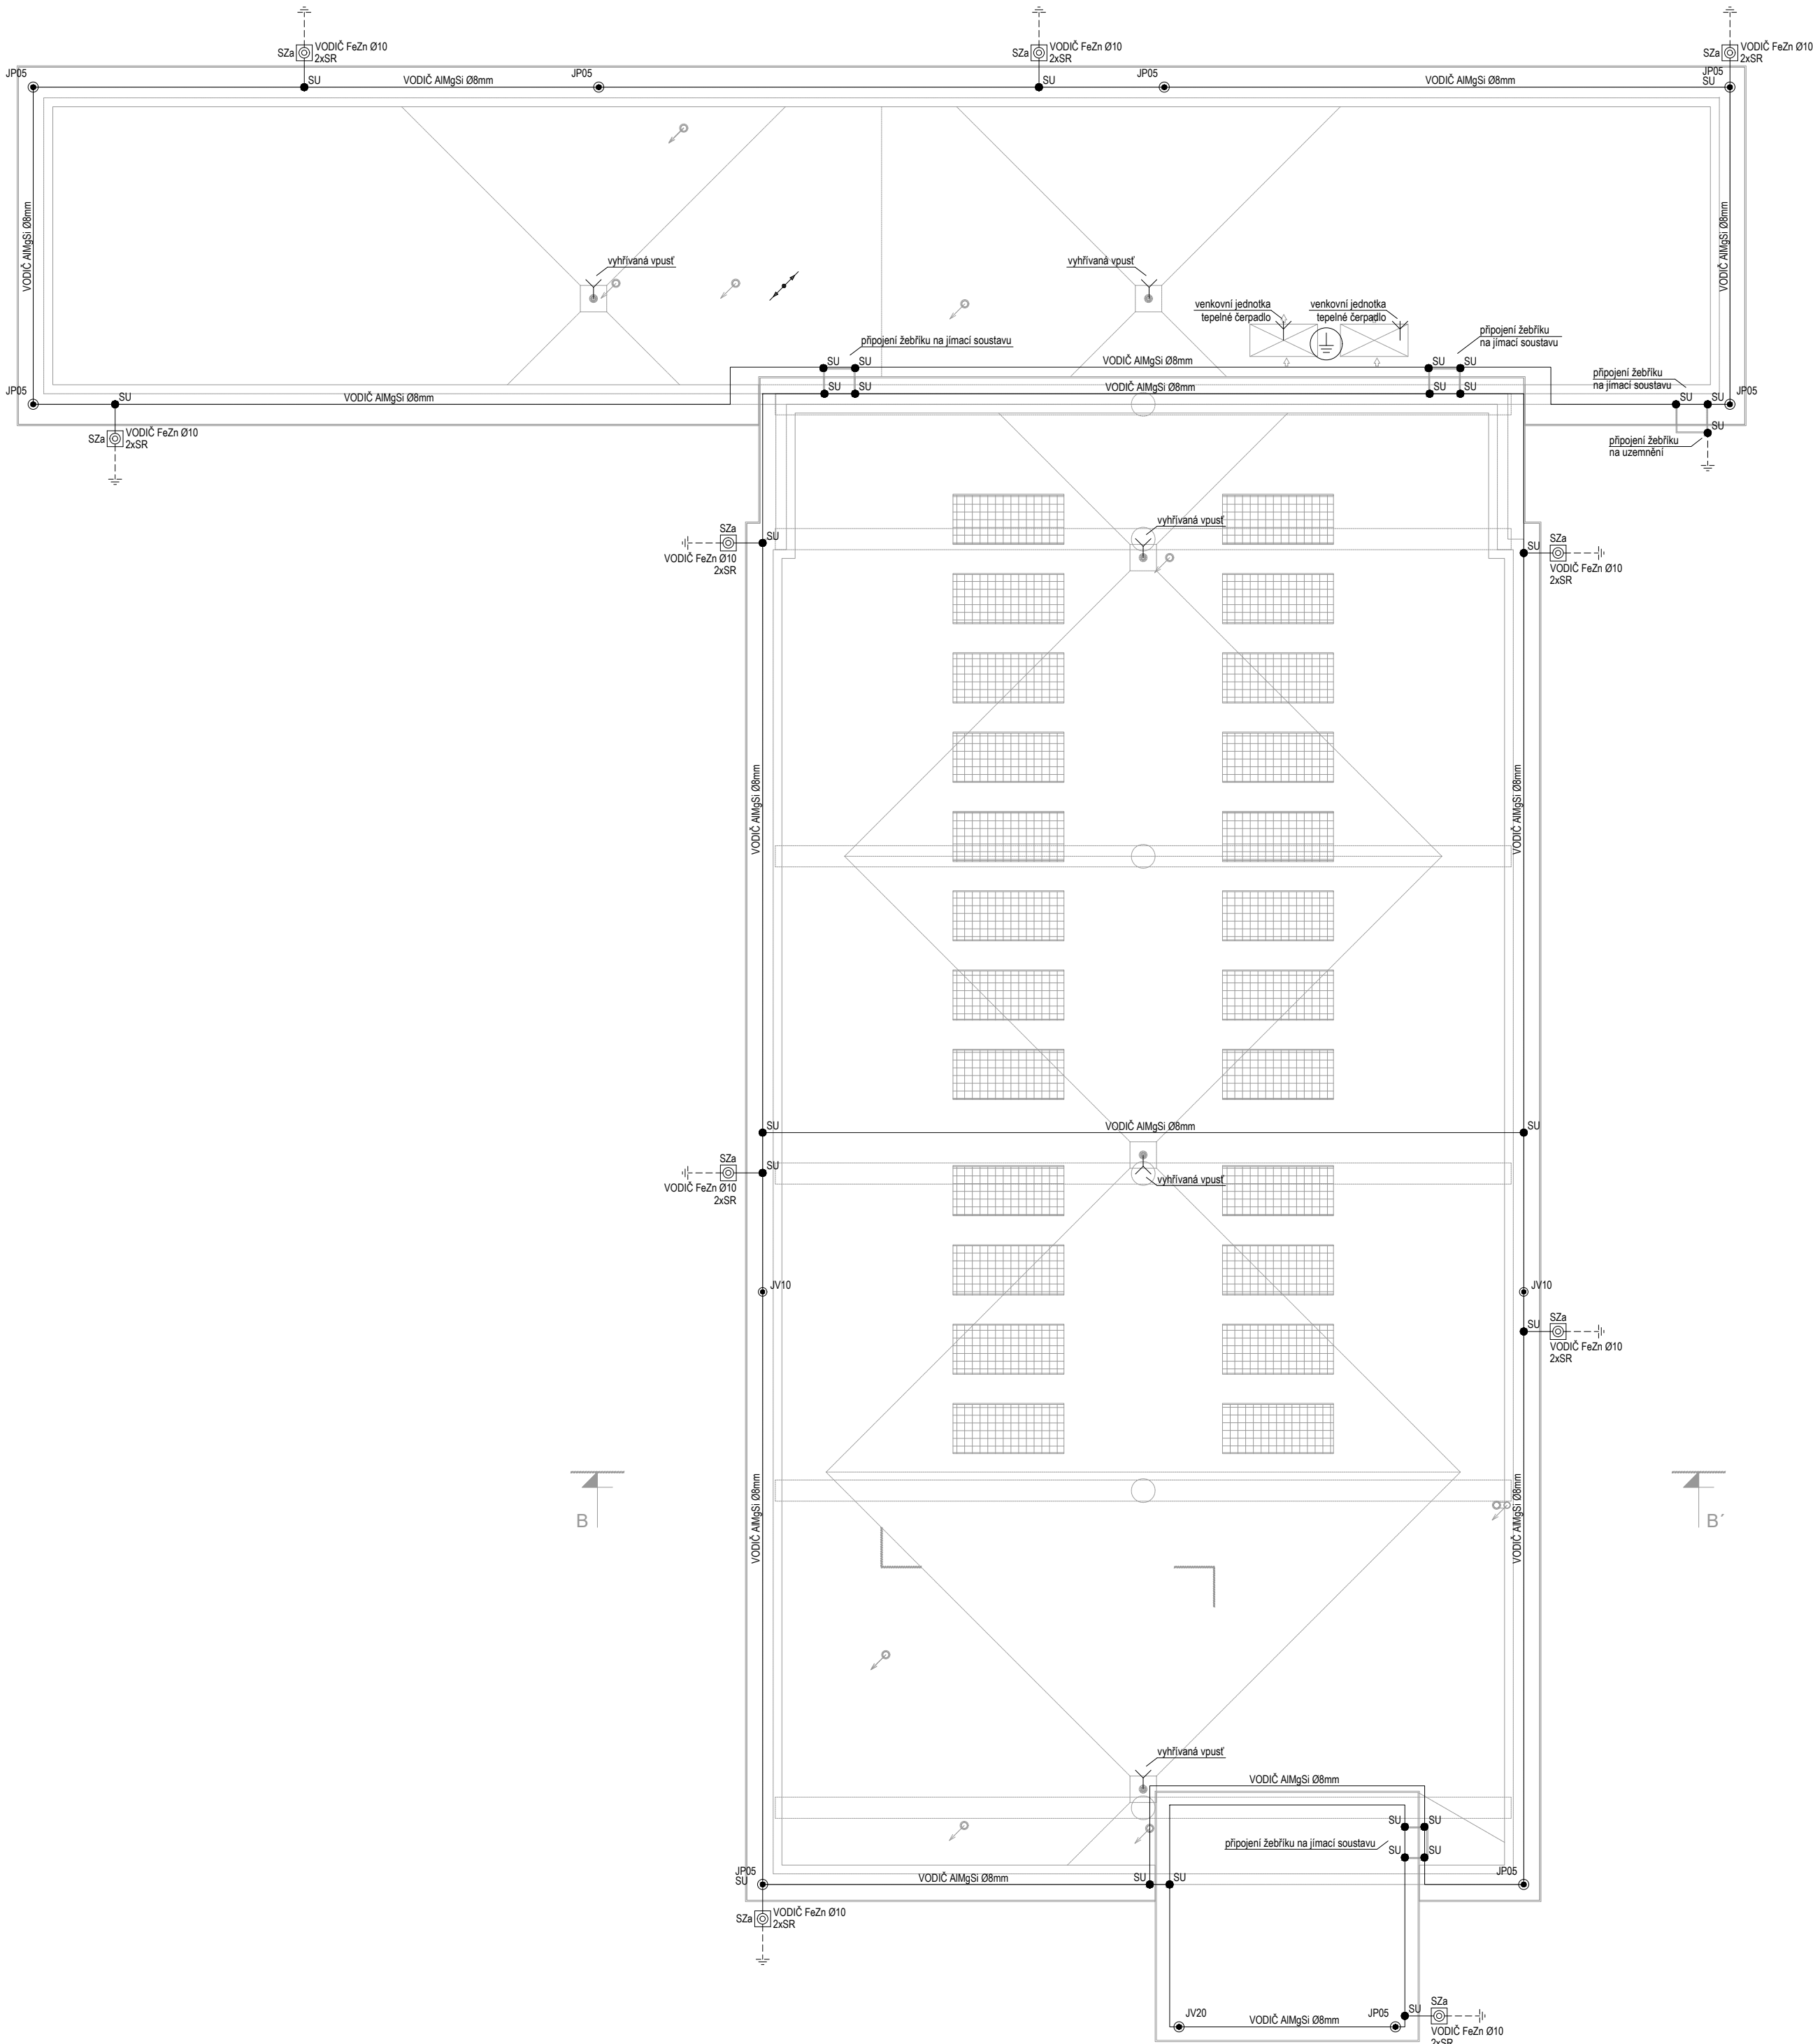 SZa
VODIČ FeZn Ø10
2xSR
SZa
VODIČ FeZn Ø10
2xSR
SZa
VODIČ FeZn Ø10
2xSR
JP05
SU
VODIČ AlMgSi Ø8mm
JP05
SU
VODIČ AlMgSi Ø8mm
JP05
VODIČ AlMgSi Ø8mm
JP05
SU
VODIČ AlMgSi Ø8mm
VODIČ AlMgSi Ø8mm
vyhřívaná vpusť
vyhřívaná vpusť
venkovní jednotka
tepelné čerpadlo
venkovní jednotka
tepelné čerpadlo
připojení žebříku na jímací soustavu
připojení žebříku
na jímací soustavu
SU
SU
VODIČ AlMgSi Ø8mm
SU
SU
připojení žebříku
na jímací soustavu
SU
SU
VODIČ AlMgSi Ø8mm
SU
SU
JP05
SU
VODIČ AlMgSi Ø8mm
SU
SU
JP05
SZa
VODIČ FeZn Ø10
2xSR
SU
připojení žebříku
na uzemnění
SZa
SU
VODIČ FeZn Ø10
2xSR
vyhřívaná vpusť
SU
SZa
VODIČ FeZn Ø10
2xSR
VODIČ AlMgSi Ø8mm
VODIČ AlMgSi Ø8mm
SU
VODIČ AlMgSi Ø8mm
SU
SZa
SU
VODIČ FeZn Ø10
2xSR
vyhřívaná vpusť
JV10
JV10
SU
SZa
VODIČ FeZn Ø10
2xSR
VODIČ AlMgSi Ø8mm
VODIČ AlMgSi Ø8mm
B
B´
vyhřívaná vpusť
VODIČ AlMgSi Ø8mm
SU
SU
připojení žebříku na jímací soustavu
SU
SU
JP05
SU
VODIČ AlMgSi Ø8mm
SU
SU
JP05
SZa
VODIČ FeZn Ø10
2xSR
JV20
VODIČ AlMgSi Ø8mm
JP05
SU
SZa
VODIČ FeZn Ø10
2xSR